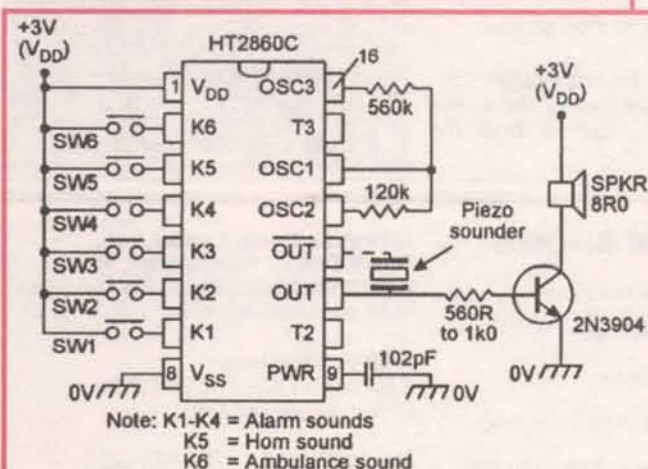 +3V
(VDD)
HT2860C
16
+3V
(VDD)
1 VDD OSC3
560k
SW6 K6 T3
SW5 K5 OSC1
SPKR
8R0
SW4 K4 OSC2
120k
Piezo
sounder
SW3 K3 OUT
SW2 K2 OUT
560R
to 1k0
2N3904
SW1 K1 T2
0V 8 VSS PWR 9 102pF 0V
0V
Note: K1-K4 = Alarm sounds
K5 = Horn sound
K6 = Ambulance sound